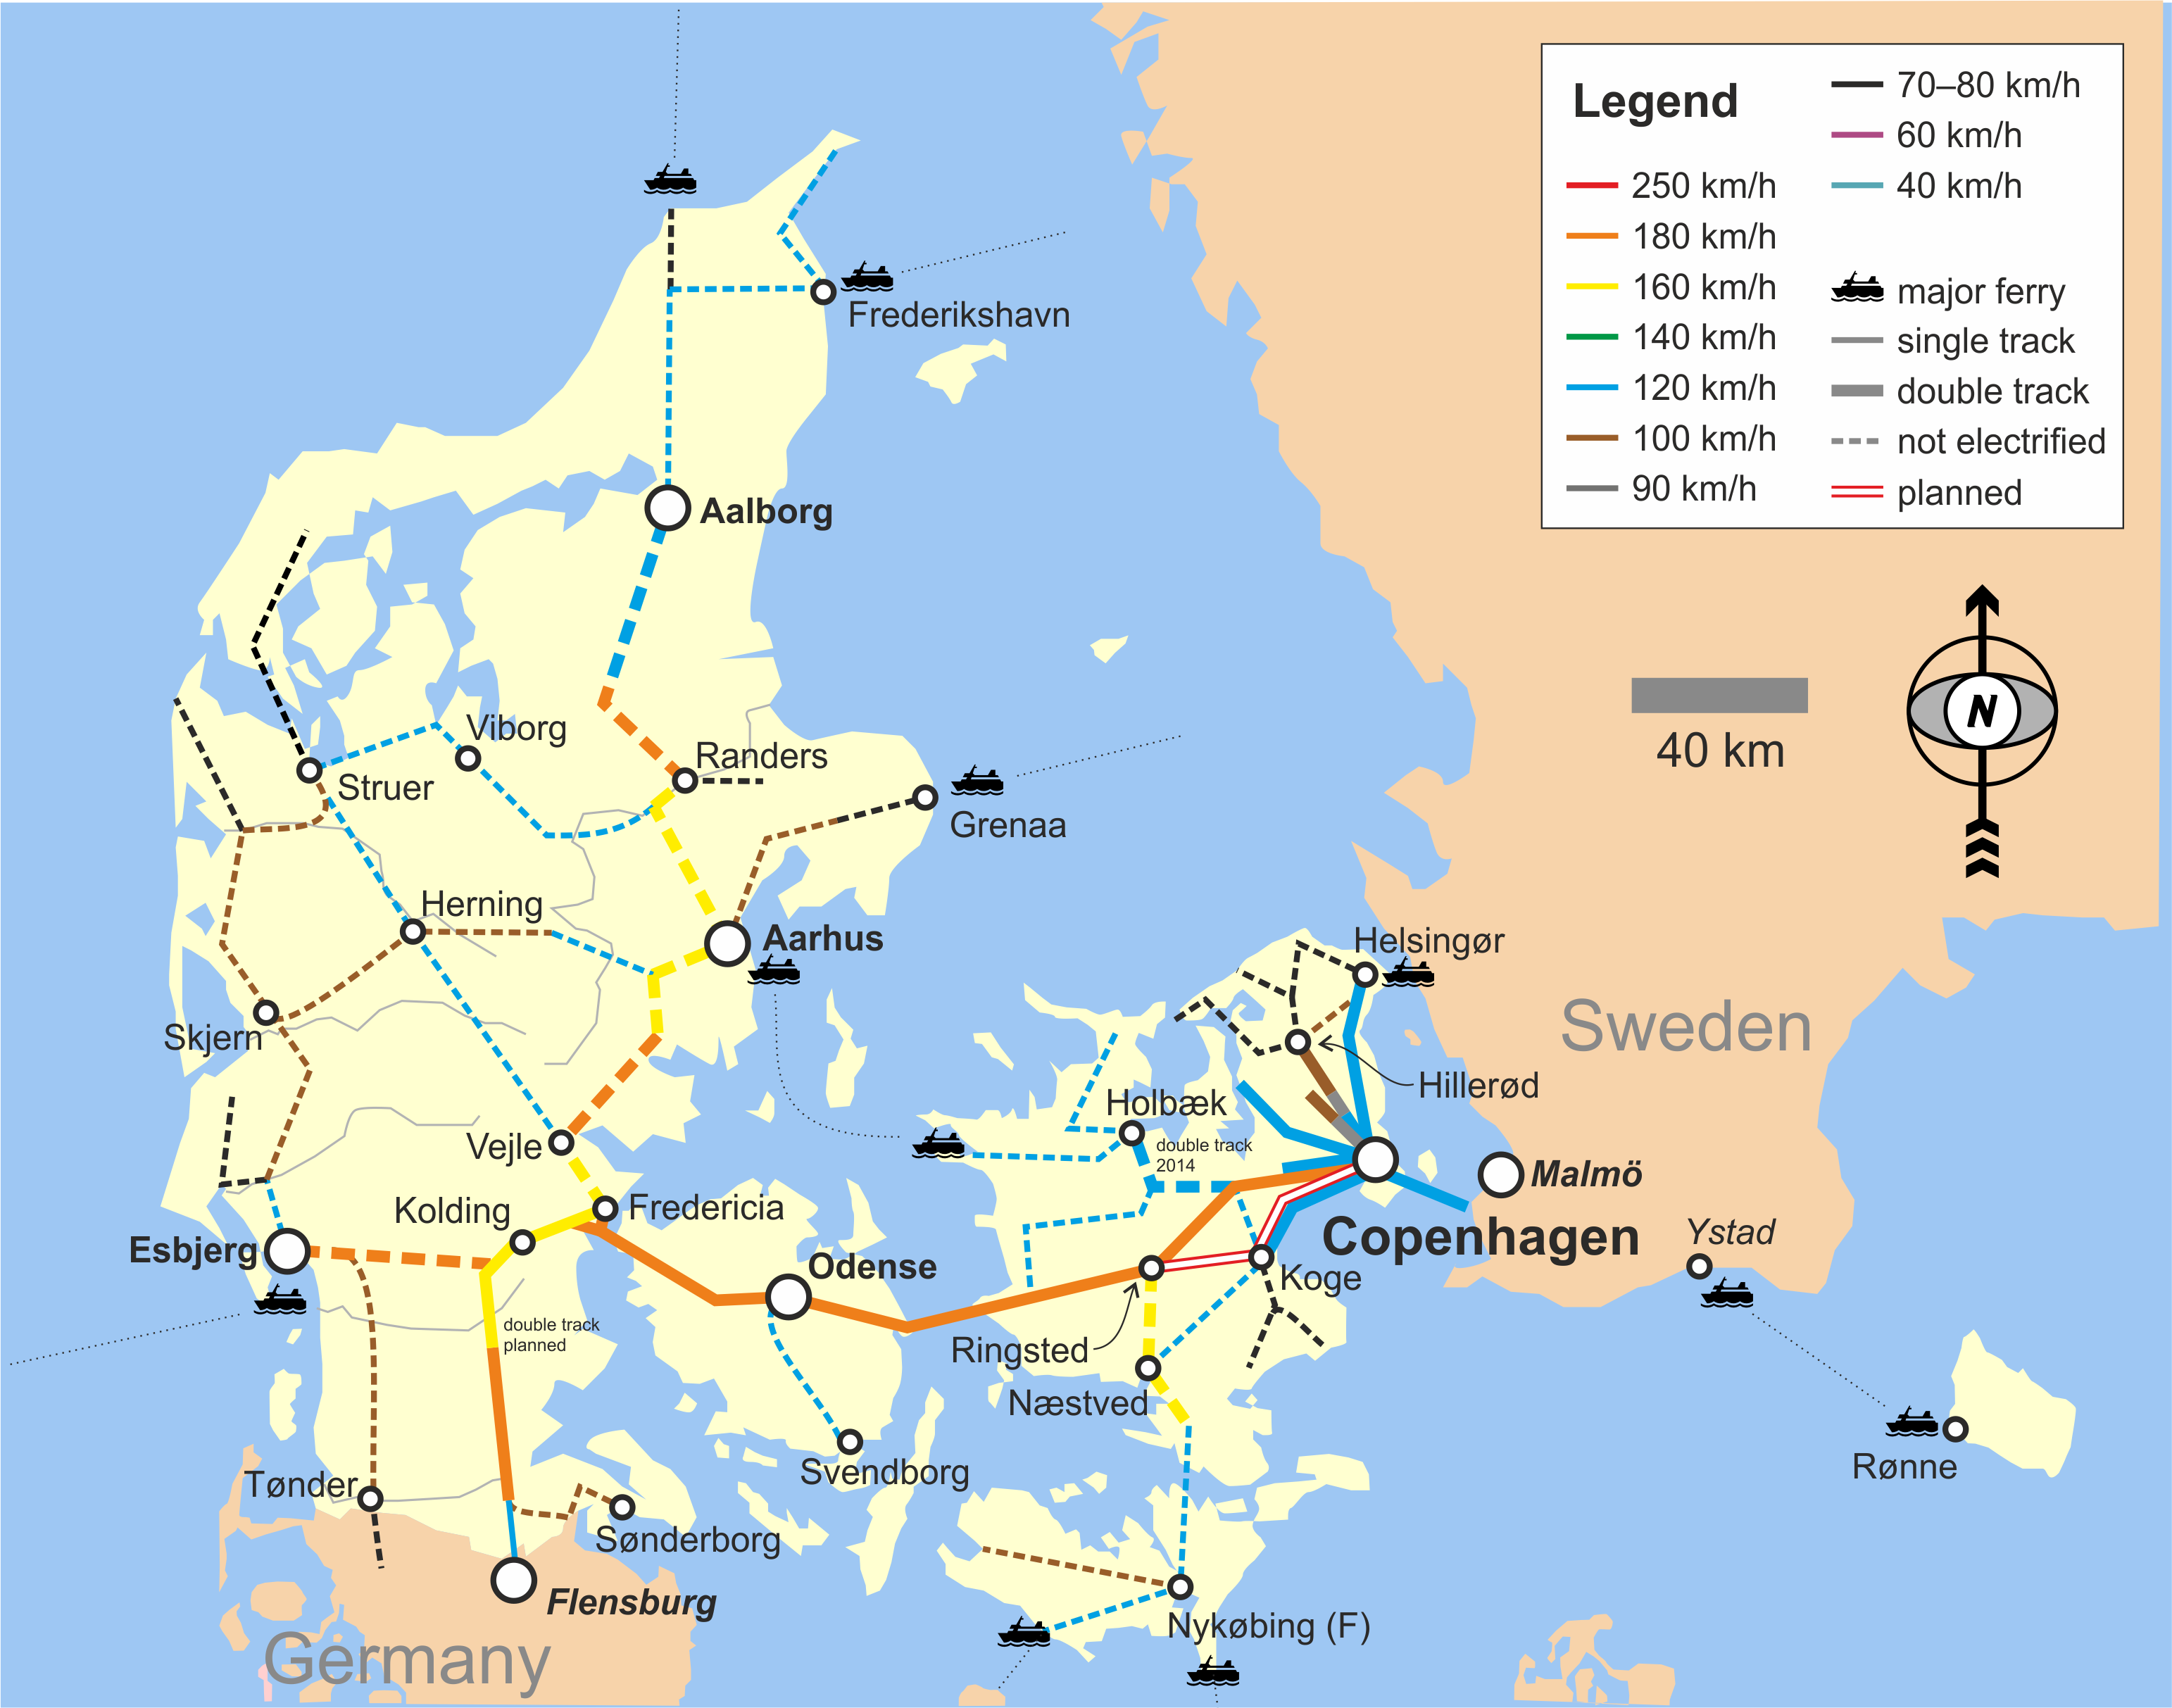 Legend
250 km/h
180 km/h
160 km/h
140 km/h
120 km/h
100 km/h
90 km/h
70–80 km/h
60 km/h
40 km/h
major ferry
single track
double track
not electrified
planned
N
40 km
Frederikshavn
Aalborg
Viborg
Randers
Struer
Grenaa
Herning
Aarhus
Skjern
Helsingør
Sweden
Hillerød
Holbæk
double track
2014
Vejle
Malmö
Kolding
Fredericia
Esbjerg
Odense
Copenhagen
Ystad
Koge
double track
planned
Ringsted
Næstved
Svendborg
Rønne
Tønder
Sønderborg
Flensburg
Nykøbing (F)
Germany